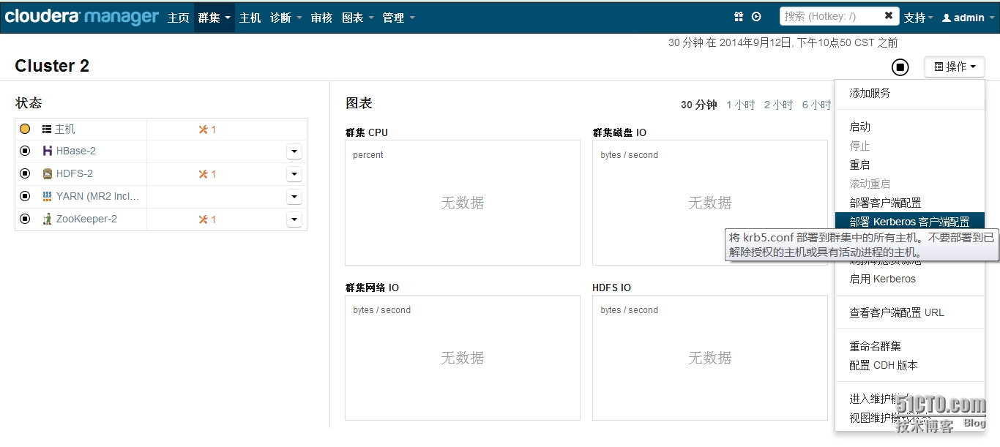 cloudera manager 主页 群集 主机 诊断 审核 图表 管理 搜索 (Hotkey: /) 支持 admin
30 分钟 在 2014年9月12日, 下午10点50 CST 之前
Cluster 2
操作
状态
主机 1
HBase-2
HDFS-2 1
YARN (MR2 Incl...
ZooKeeper-2 1
图表
30 分钟 1 小时 2 小时 6 小时
群集 CPU
percent
无数据
群集磁盘 IO
bytes / second
无数据
群集网络 IO
bytes / second
无数据
HDFS IO
bytes / second
无数据
添加服务
启动
停止
重启
滚动重启
部署客户端配置
部署 Kerberos 客户端配置
将 krb5.conf 部署到群集中的所有主机。不要部署到已
解除授权的主机或具有活动进程的主机。
启用 Kerberos
查看客户端配置 URL
重命名群集
配置 CDH 版本
进入维护模式
视图维护模式状态
51CTO.com
技术博客 Blog